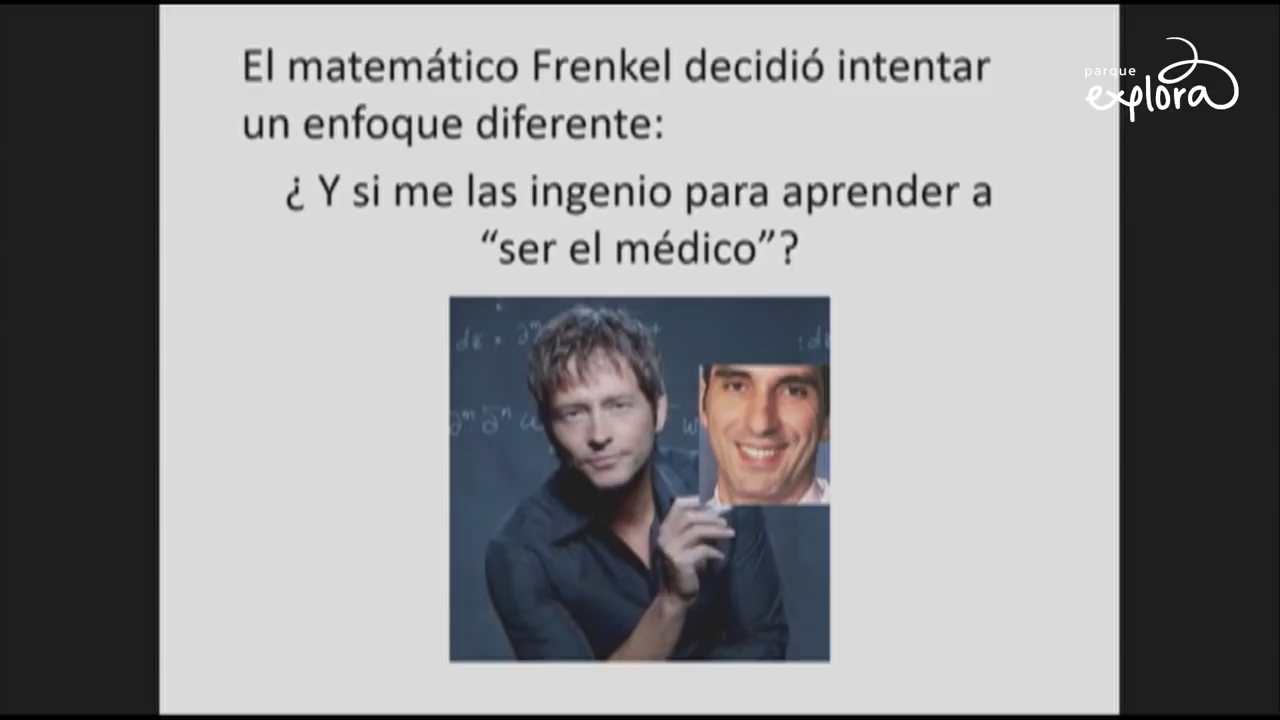 El matemático Frenkel decidió intentar
un enfoque diferente:
¿ Y si me las ingenio para aprender a
“ser el médico”?
parque
explora